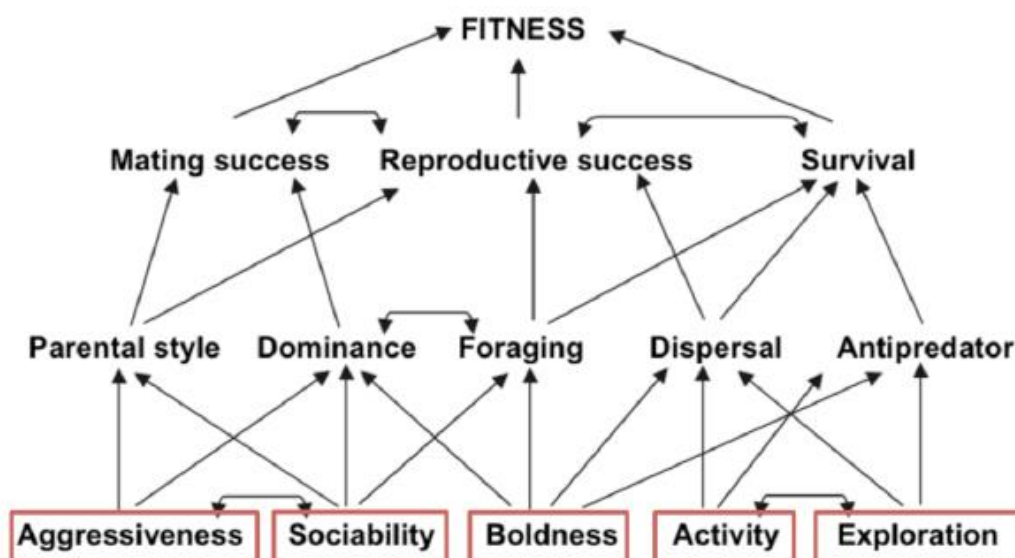 FITNESS
Mating success Reproductive success Survival
Parental style Dominance Foraging Dispersal Antipredator
Aggressiveness Sociability Boldness Activity Exploration